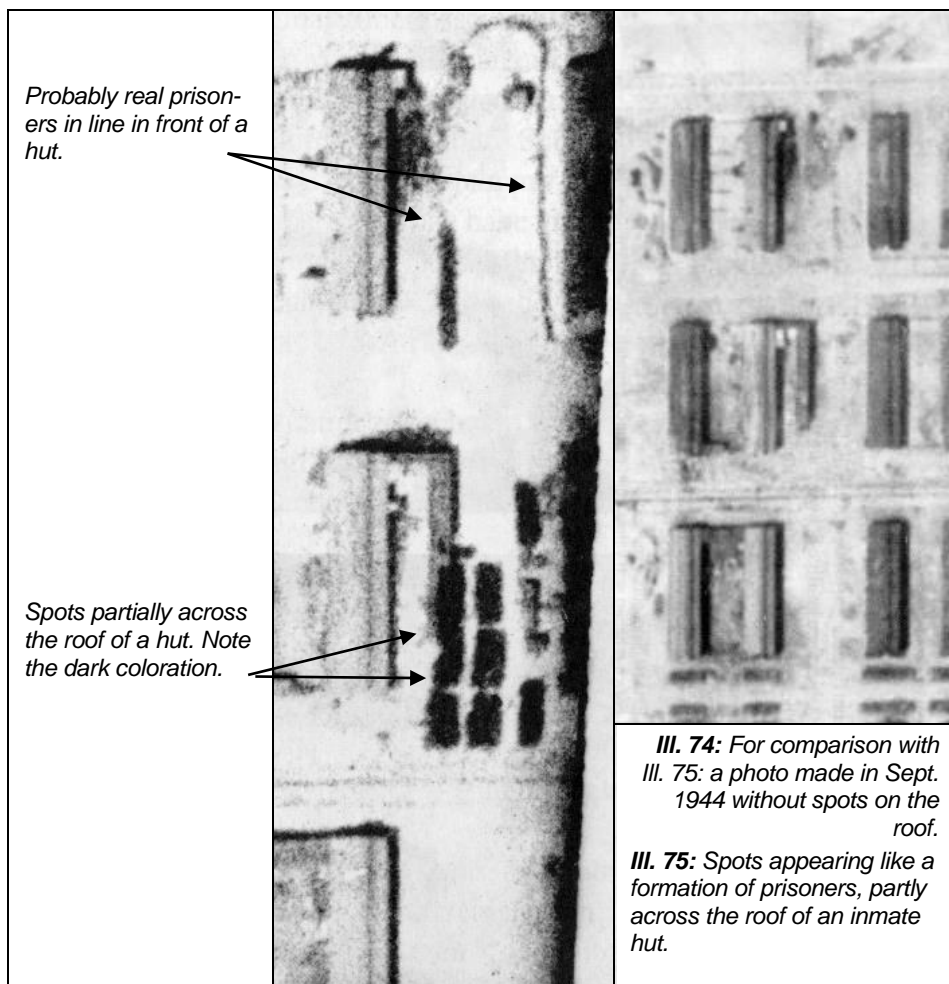 Probably real prison-
ers in line in front of a
hut.
Spots partially across
the roof of a hut. Note
the dark coloration.
Ill. 74: For comparison with
Ill. 75: a photo made in Sept.
1944 without spots on the
roof.
Ill. 75: Spots appearing like a
formation of prisoners, partly
across the roof of an inmate
hut.